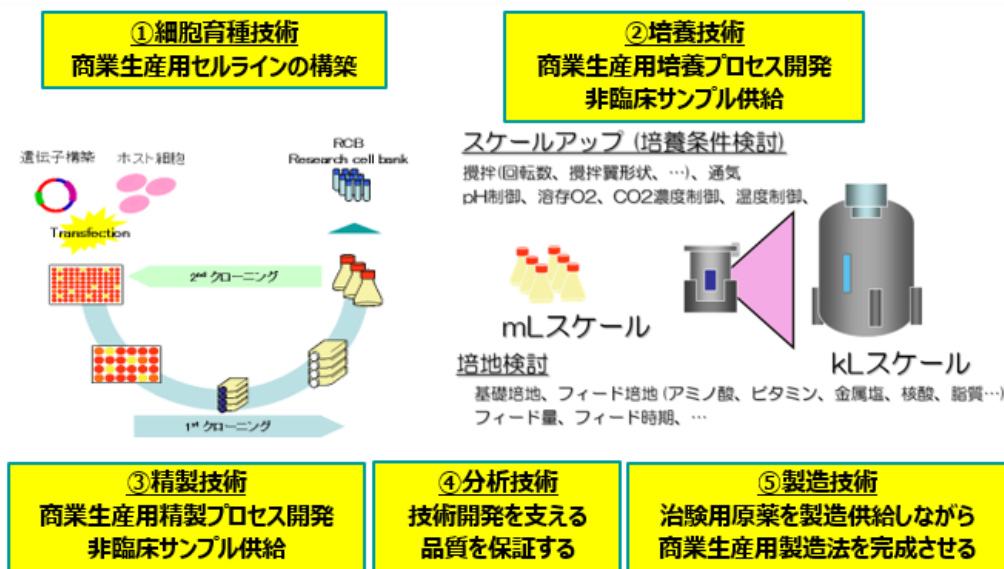 ①細胞育種技術
商業生産用セルラインの構築
②培養技術
商業生産用培養プロセス開発
非臨床サンプル供給
遺伝子構築
ホスト細胞
RCB
Research cell bank
Transfection
2nd クローニング
1st クローニング
スケールアップ (培養条件検討)
攪拌(回転数、攪拌翼形状、…)、通気
pH制御、溶存O2、CO2濃度制御、温度制御、
mLスケール
kLスケール
培地検討
基礎培地、フィード培地 (アミノ酸、ビタミン、金属塩、核酸、脂質…)
フィード量、フィード時期、…
③精製技術
商業生産用精製プロセス開発
非臨床サンプル供給
④分析技術
技術開発を支える
品質を保証する
⑤製造技術
治験用原薬を製造供給しながら
商業生産用製造法を完成させる